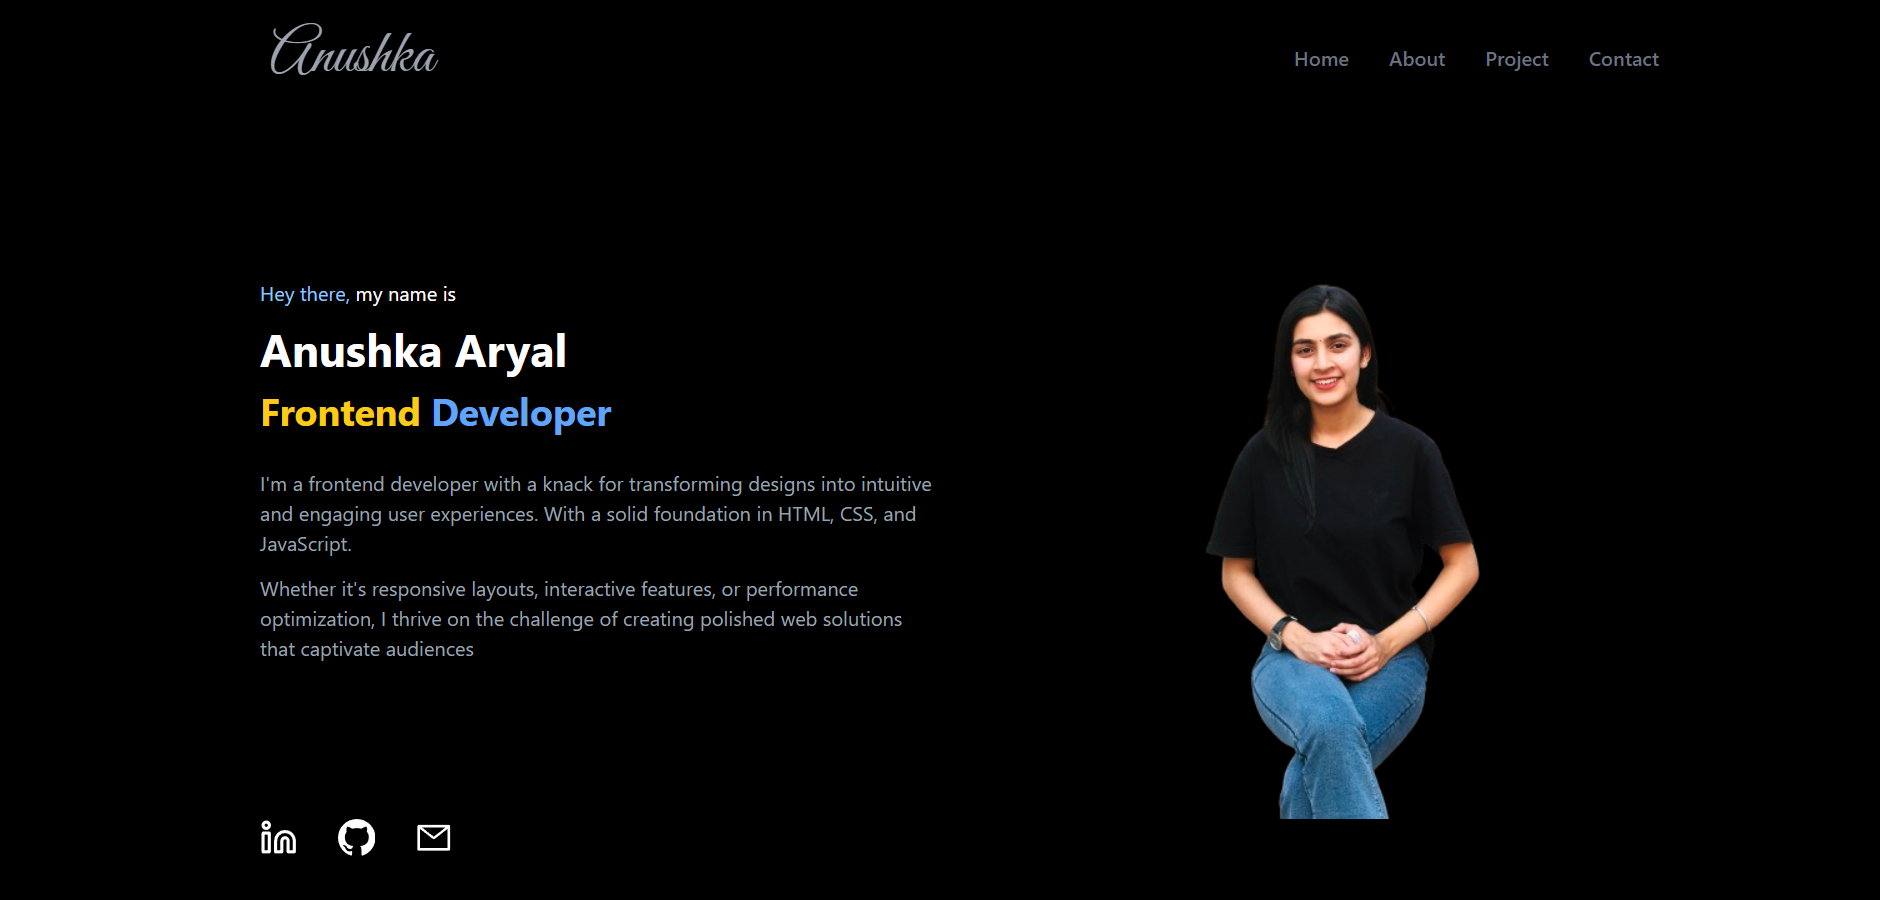 Anushka
Home About Project Contact
Hey there, my name is
Anushka Aryal
Frontend Developer
I'm a frontend developer with a knack for transforming designs into intuitive
and engaging user experiences. With a solid foundation in HTML, CSS, and
JavaScript.
Whether it's responsive layouts, interactive features, or performance
optimization, I thrive on the challenge of creating polished web solutions
that captivate audiences